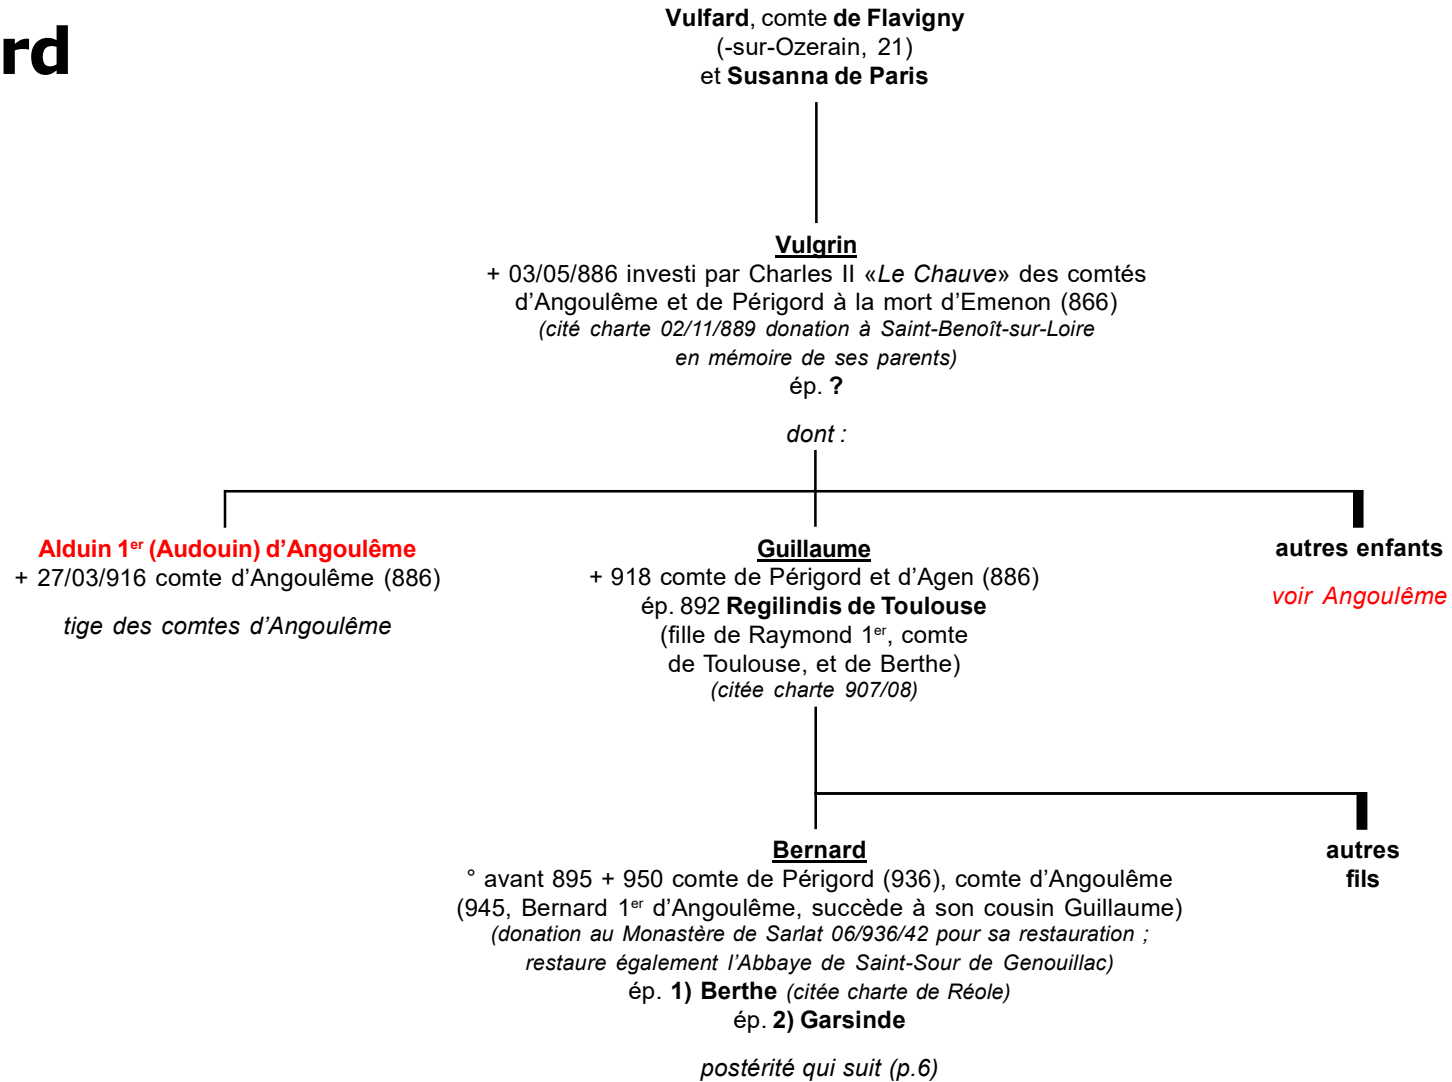 rd
Vulfard, comte de Flavigny
(-sur-Ozerain, 21)
et Susanna de Paris
Vulgrin
+ 03/05/886 investi par Charles II «Le Chauve» des comtés
d'Angoulême et de Périgord à la mort d'Emenon (866)
(cité charte 02/11/889 donation à Saint-Benoît-sur-Loire
en mémoire de ses parents)
ép. ?
dont :
Alduin 1er (Audouin) d'Angoulême
+ 27/03/916 comte d'Angoulême (886)
tige des comtes d'Angoulême
Guillaume
+ 918 comte de Périgord et d'Agen (886)
ép. 892 Regilindis de Toulouse
(fille de Raymond 1er, comte
de Toulouse, et de Berthe)
(citée charte 907/08)
autres enfants
voir Angoulême
Bernard
° avant 895 + 950 comte de Périgord (936), comte d'Angoulême
(945, Bernard 1er d'Angoulême, succède à son cousin Guillaume)
(donation au Monastère de Sarlat 06/936/42 pour sa restauration ;
restaure également l'Abbaye de Saint-Sour de Genouillac)
ép. 1) Berthe (citée charte de Réole)
ép. 2) Garsinde
postérité qui suit (p.6)
autres
fils